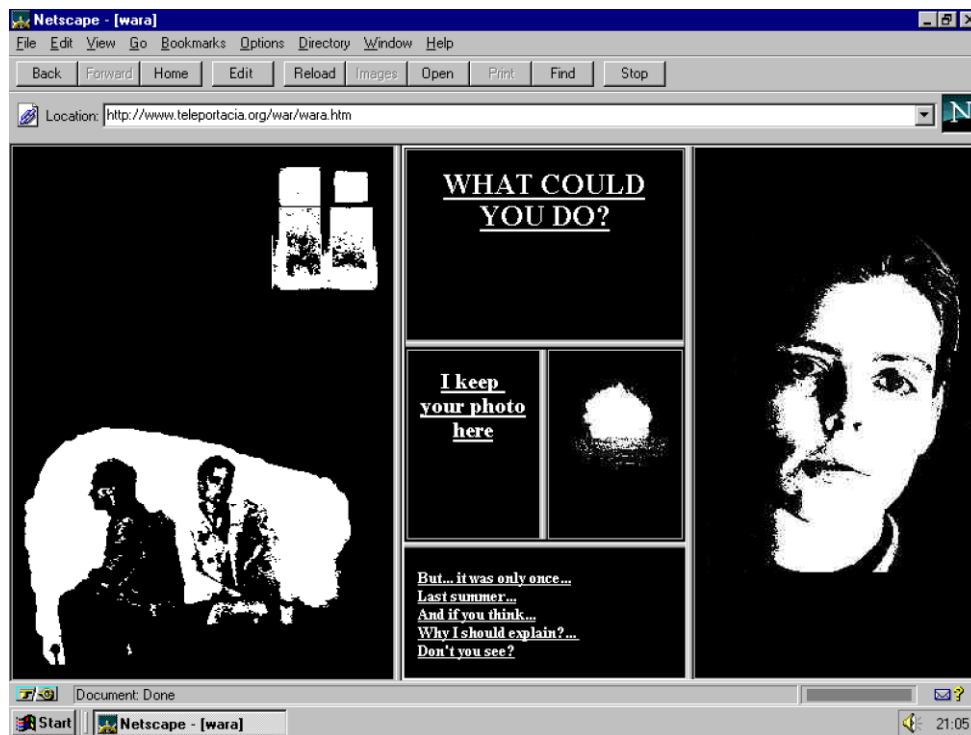 Netscape - [wara]
File Edit View Go Bookmarks Options Directory Window Help
Back Forward Home Edit Reload Images Open Print Find Stop
Location: http://www.teleportacia.org/war/wara.htm
N
WHAT COULD
YOU DO?
I keep
your photo
here
But... it was only once...
Last summer...
And if you think...
Why I should explain?...
Don't you see?
Document: Done
Start Netscape - [wara] 21:05